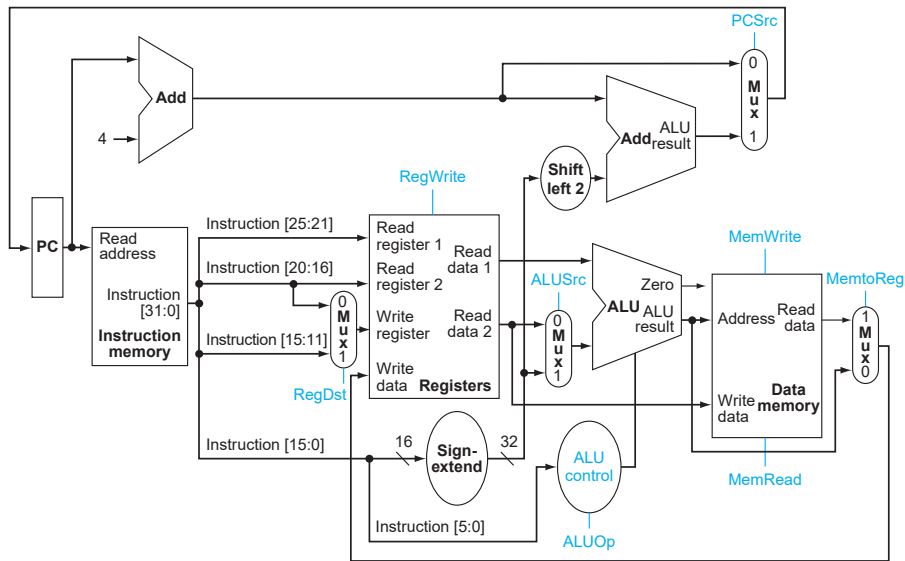 PCSrc
0
Mux
1
Add
4
Add
ALU
result
Shift
left 2
RegWrite
PC
Read
address
Instruction
[31:0]
Instruction
memory
Instruction [25:21]
Instruction [20:16]
Instruction [15:11]
Instruction [15:0]
Instruction [5:0]
0
Mux
1
RegDst
Read
register 1
Read
register 2
Write
register
Write
data
Read
data 1
Read
data 2
Registers
16
Sign-
extend
32
ALUSrc
0
Mux
1
Zero
ALU
ALU
result
ALU
control
ALUOp
MemWrite
Address
Read
data
Write
data
Data
memory
MemRead
MemtoReg
1
Mux
0